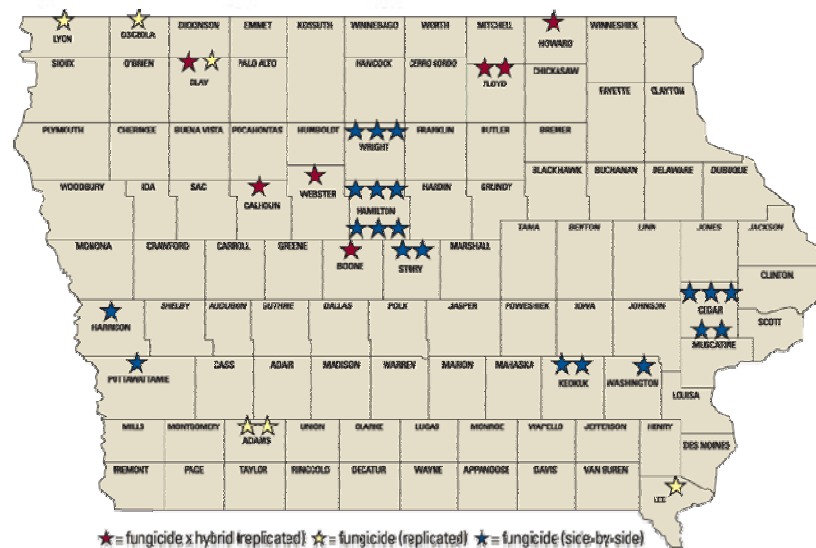 LYON OSCEOLA DICKINSON EMMET KOSSUTH WINNEBAGO WORTH MITCHELL HOWARD WINNESHIEK
SIOUX O'BRIEN CLAY PALO ALTO HANCOCK CERRO GORDO FLOYD CHICKASAW
FAYETTE CLAYTON
PLYMOUTH CHEROKEE BUENA VISTA POCAHONTAS HUMBOLDT WRIGHT FRANKLIN BUTLER BREMER
WOODBURY IDA SAC CALHOUN WEBSTER HAMILTON HARDIN GRUNDY BLACKHAWK BUCHANAN DELAWARE DUBUQUE
TAMA BENTON LINN JONES JACKSON
MONONA CRAWFORD CARROLL GREENE BOONE STORY MARSHALL
CLINTON
HARRISON SHELBY AUDUBON GUTHRIE DALLAS POLK JASPER POWESHIEK IOWA JOHNSON CEDAR SCOTT
MUSCATINE
POTTAWATTAMIE CASS ADAIR MADISON WARREN MARION MAHASKA KEOKUK WASHINGTON
LOUISA
MILLS MONTGOMERY ADAMS UNION CLARKE LUCAS MONROE WAPELLO JEFFERSON HENRY
DES MOINES
FREMONT PAGE TAYLOR RINGGOLD DECATUR WAYNE APPANOOSE DAVIS VAN BUREN
LEE
= fungicide x hybrid (replicated) = fungicide (replicated) = fungicide (side-by-side)